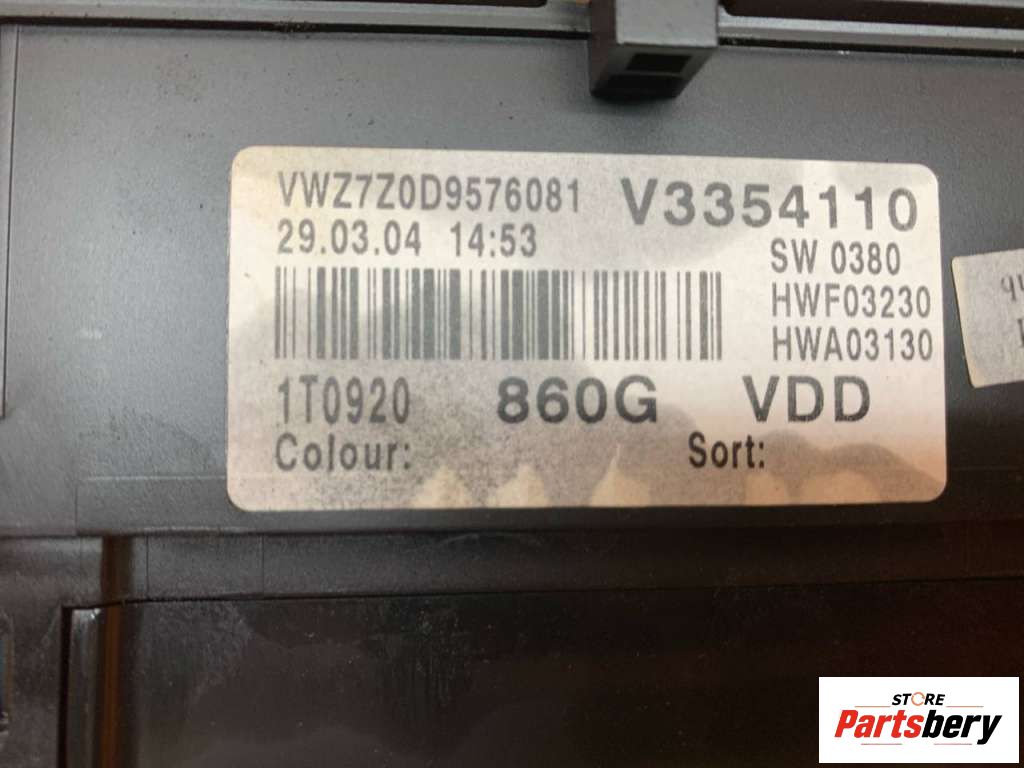 VWZ7Z0D9576081 V3354110
29.03.04 14:53
SW 0380
HWF03230
HWA03130
1T0920 860G VDD
Colour: Sort:
STORE
Partsbery